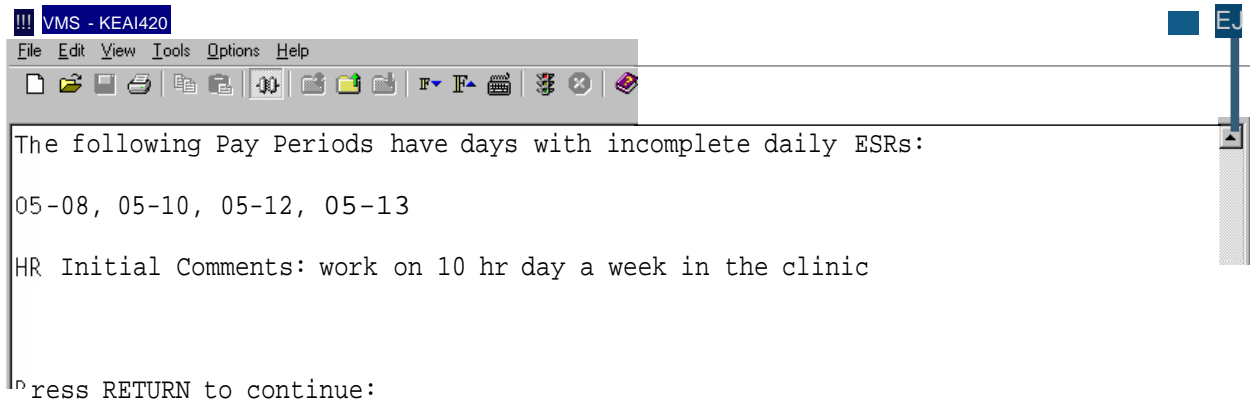 !!! VMS - KEAI420
EJ
File Edit View Tools Options Help
The following Pay Periods have days with incomplete daily ESRs:
05-08, 05-10, 05-12, 05-13
HR Initial Comments: work on 10 hr day a week in the clinic
Press RETURN to continue: